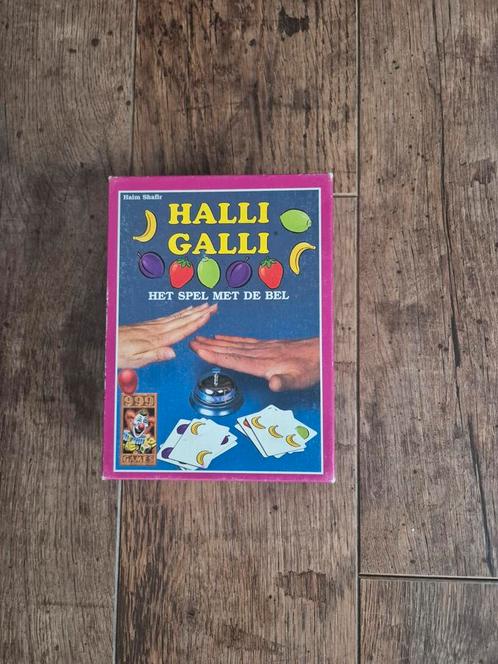 Haim Shafir
HALLI
GALLI
HET SPEL MET DE BEL
999
GAMES